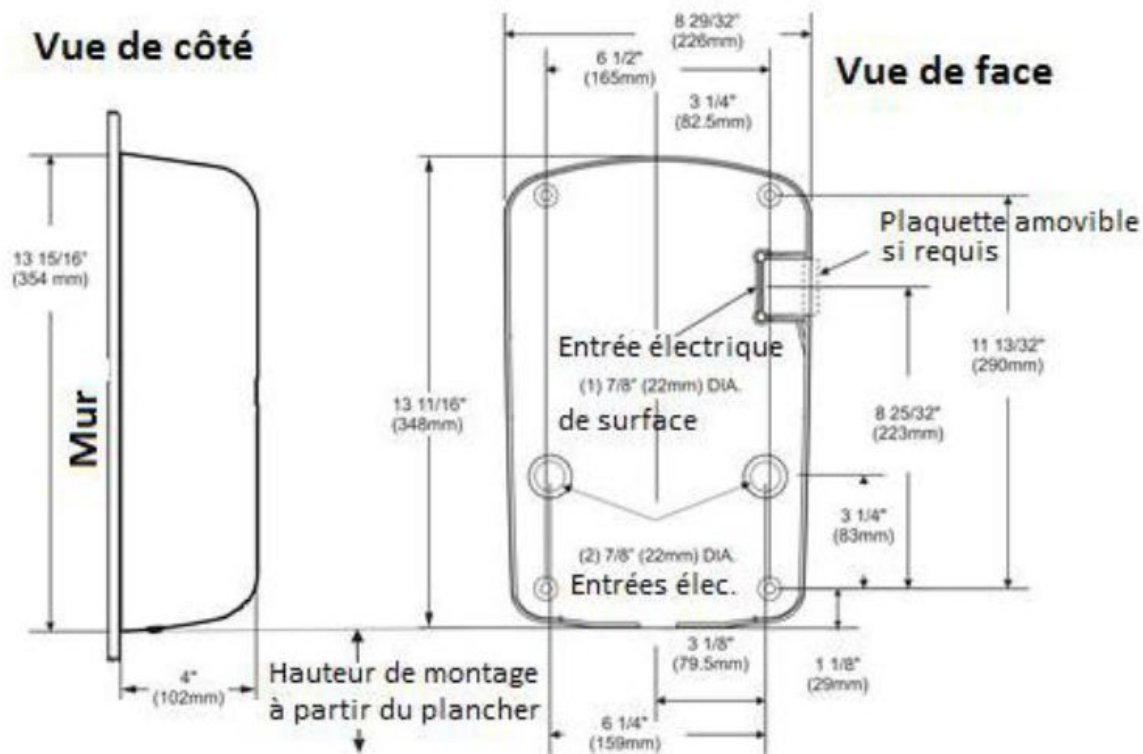 Vue de côté
8 29/32"
(226mm)
6 1/2"
(165mm)
Vue de face
3 1/4"
(82.5mm)
Plaquette amovible
si requis
13 15/16"
(354 mm)
Entrée électrique
(1) 7/8" (22mm) DIA.
de surface
11 13/32"
(290mm)
13 11/16"
(348mm)
8 25/32"
(223mm)
Mur
3 1/4"
(83mm)
(2) 7/8" (22mm) DIA.
Entrées élec.
3 1/8"
(79.5mm)
1 1/8"
(29mm)
4"
(102mm)
Hauteur de montage
à partir du plancher
6 1/4"
(159mm)